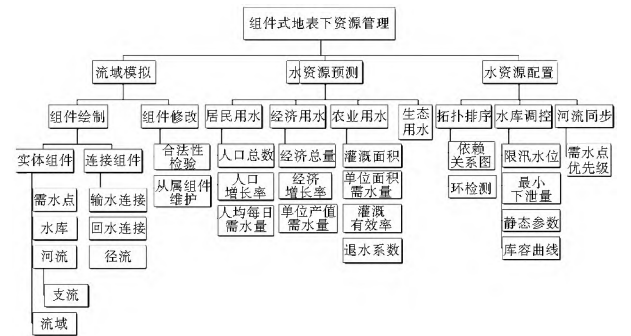 组件式地表下资源管理
流域模拟
水资源预测
水资源配置
组件绘制
组件修改
居民用水
经济用水
农业用水
生态
用水
拓扑排序
水库调控
河流同步
实体组件
连接组件
合法性
检验
从属组件
维护
人口总数
人口
增长率
人均每日
需水量
经济总量
经济
增长率
单位产值
需水量
灌溉面积
单位面积
需水量
灌溉
有效率
退水系数
依赖
关系图
环检测
限汛水位
最小
下泄量
静态参数
库容曲线
需水点
优先级
需水点
水库
河流
支流
流域
输水连接
回水连接
径流